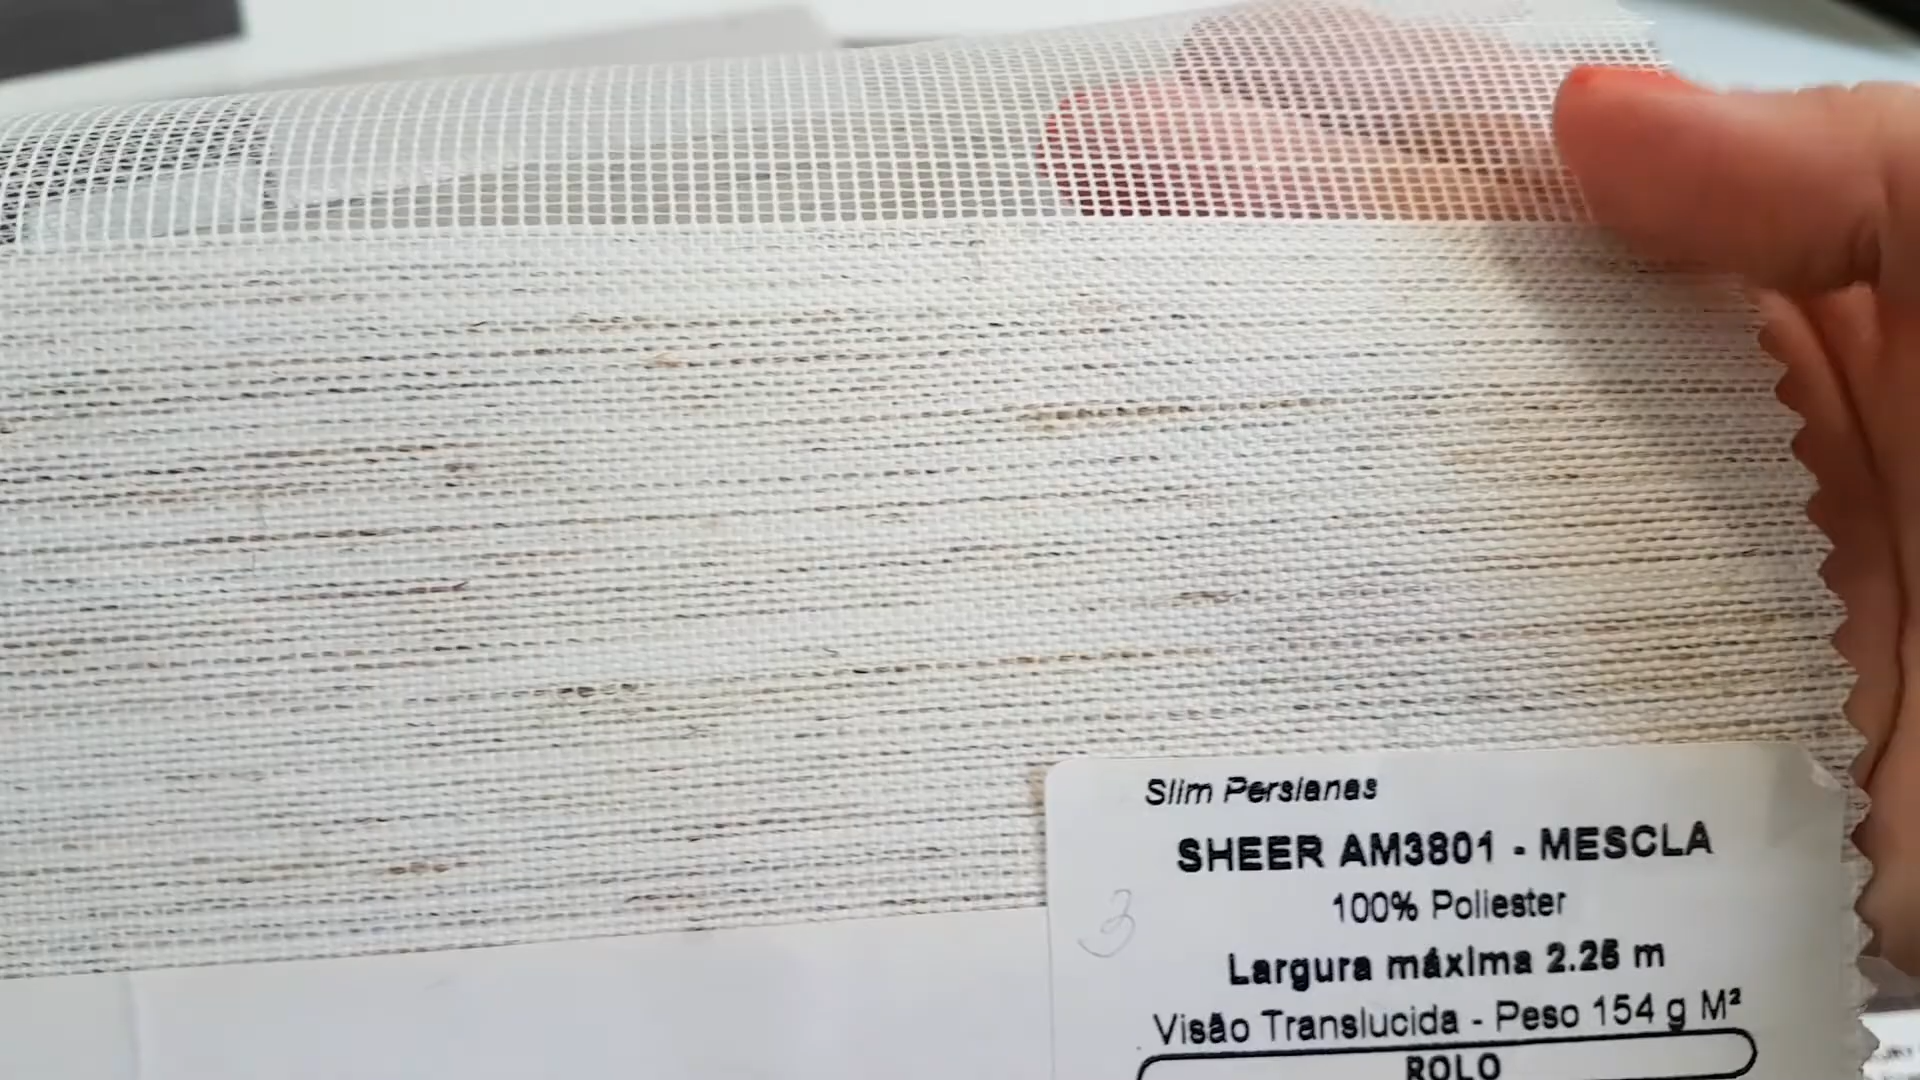 Slim Persianas
SHEER AM3801 - MESCLA
3
100% Poliester
Largura máxima 2.25 m
Visão Translucida - Peso 154 g M²
ROLO